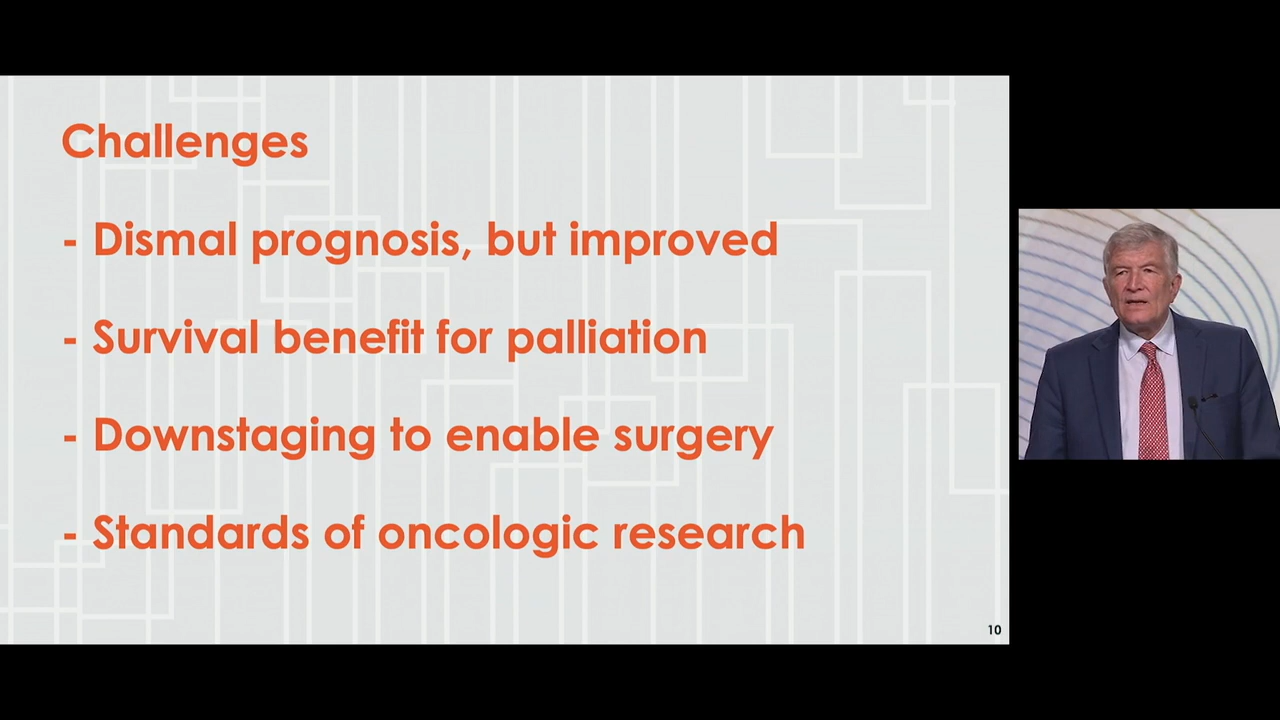 Challenges
- Dismal prognosis, but improved
- Survival benefit for palliation
- Downstaging to enable surgery
- Standards of oncologic research
10